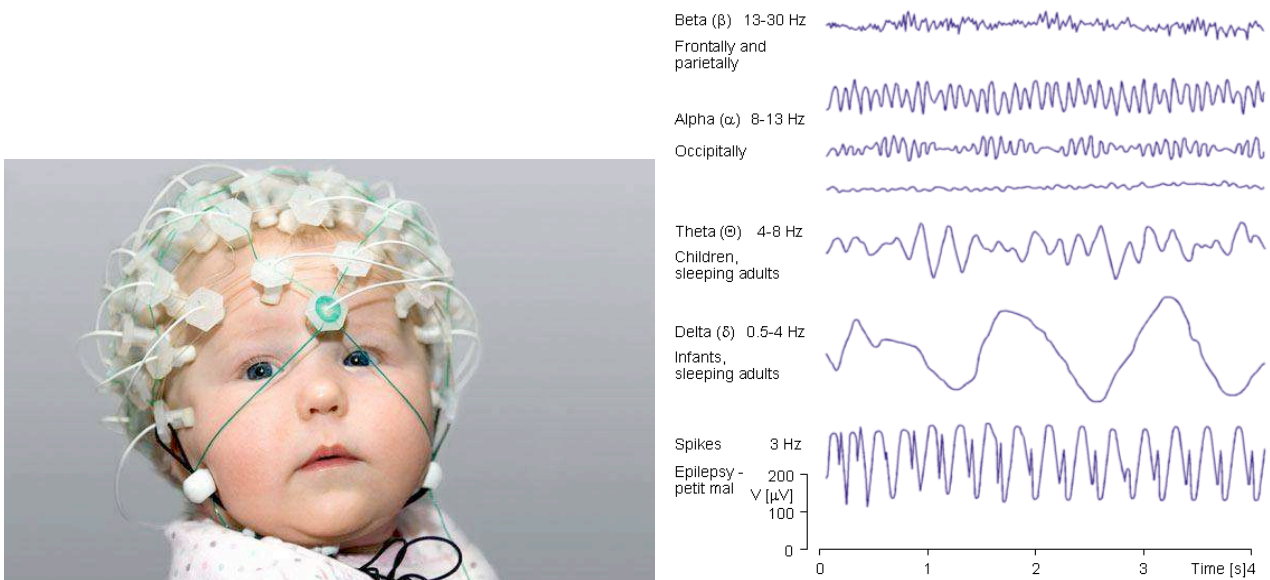 Beta (β) 13-30 Hz
Frontally and
parietally
Alpha (α) 8-13 Hz
Occipitally
Theta (Θ) 4-8 Hz
Children,
sleeping adults
Delta (δ) 0.5-4 Hz
Infants,
sleeping adults
Spikes 3 Hz
Epilepsy -
petit mal
200
V [μV]
100
0
0 1 2 3 Time [s]4